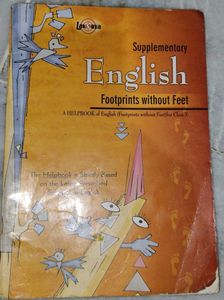 Supplementary
English
Footprints without Feet
A HELPBOOK of English (Footprints without Feet)for Class X
The Helpbook is Strictly Based
on the Latest